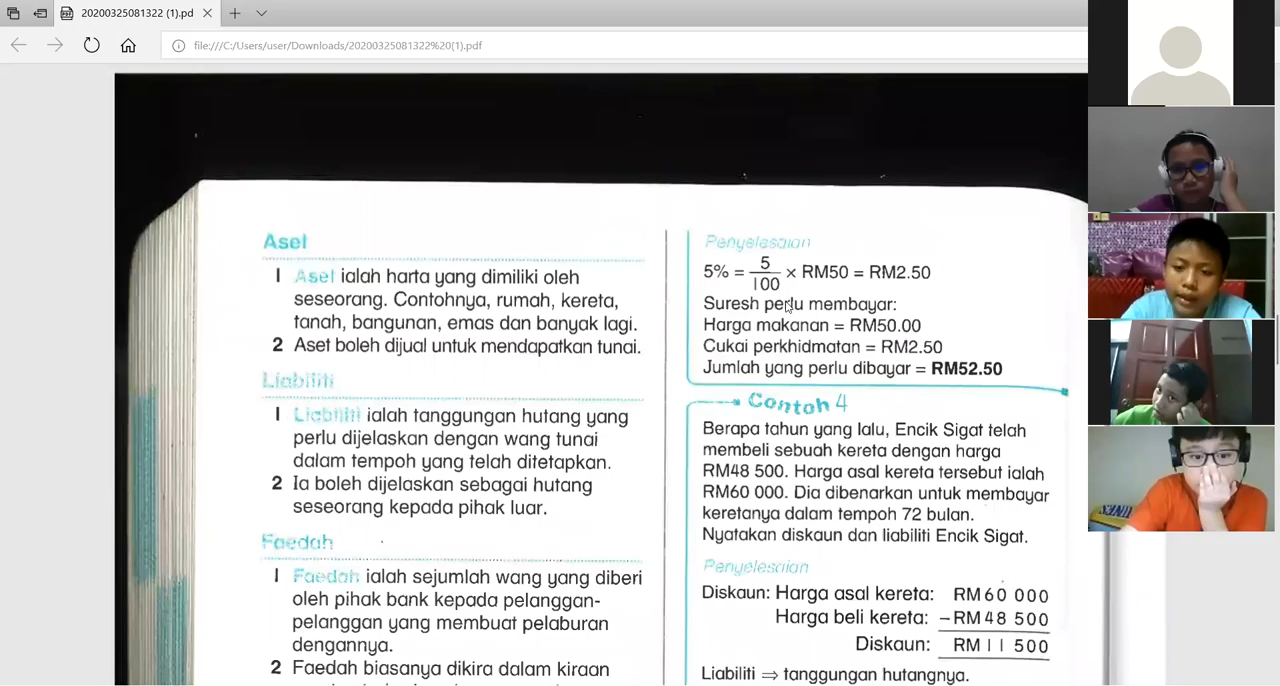 20200325081322 (1).pd
file:///C:/Users/user/Downloads/20200325081322%20(1).pdf
Aset
1 Aset ialah harta yang dimiliki oleh
seseorang. Contohnya, rumah, kereta,
tanah, bangunan, emas dan banyak lagi.
2 Aset boleh dijual untuk mendapatkan tunai.
Liabiliti
1 Liabiliti ialah tanggungan hutang yang
perlu dijelaskan dengan wang tunai
dalam tempoh yang telah ditetapkan.
2 Ia boleh dijelaskan sebagai hutang
seseorang kepada pihak luar.
Faedah
1 Faedah ialah sejumlah wang yang diberi
oleh pihak bank kepada pelanggan-
pelanggan yang membuat pelaburan
dengannya.
2 Faedah biasanya dikira dalam kiraan
Penyelesaian
5% = 5/100 × RM50 = RM2.50
Suresh perlu membayar:
Harga makanan = RM50.00
Cukai perkhidmatan = RM2.50
Jumlah yang perlu dibayar = RM52.50
Contoh 4
Berapa tahun yang lalu, Encik Sigat telah
membeli sebuah kereta dengan harga
RM48 500. Harga asal kereta tersebut ialah
RM60 000. Dia dibenarkan untuk membayar
keretanya dalam tempoh 72 bulan.
Nyatakan diskaun dan liabiliti Encik Sigat.
Penyelesaian
Diskaun: Harga asal kereta: RM60 000
Harga beli kereta: –RM48 500
Diskaun: RM11 500
Liabiliti ⇒ tanggungan hutangnya.